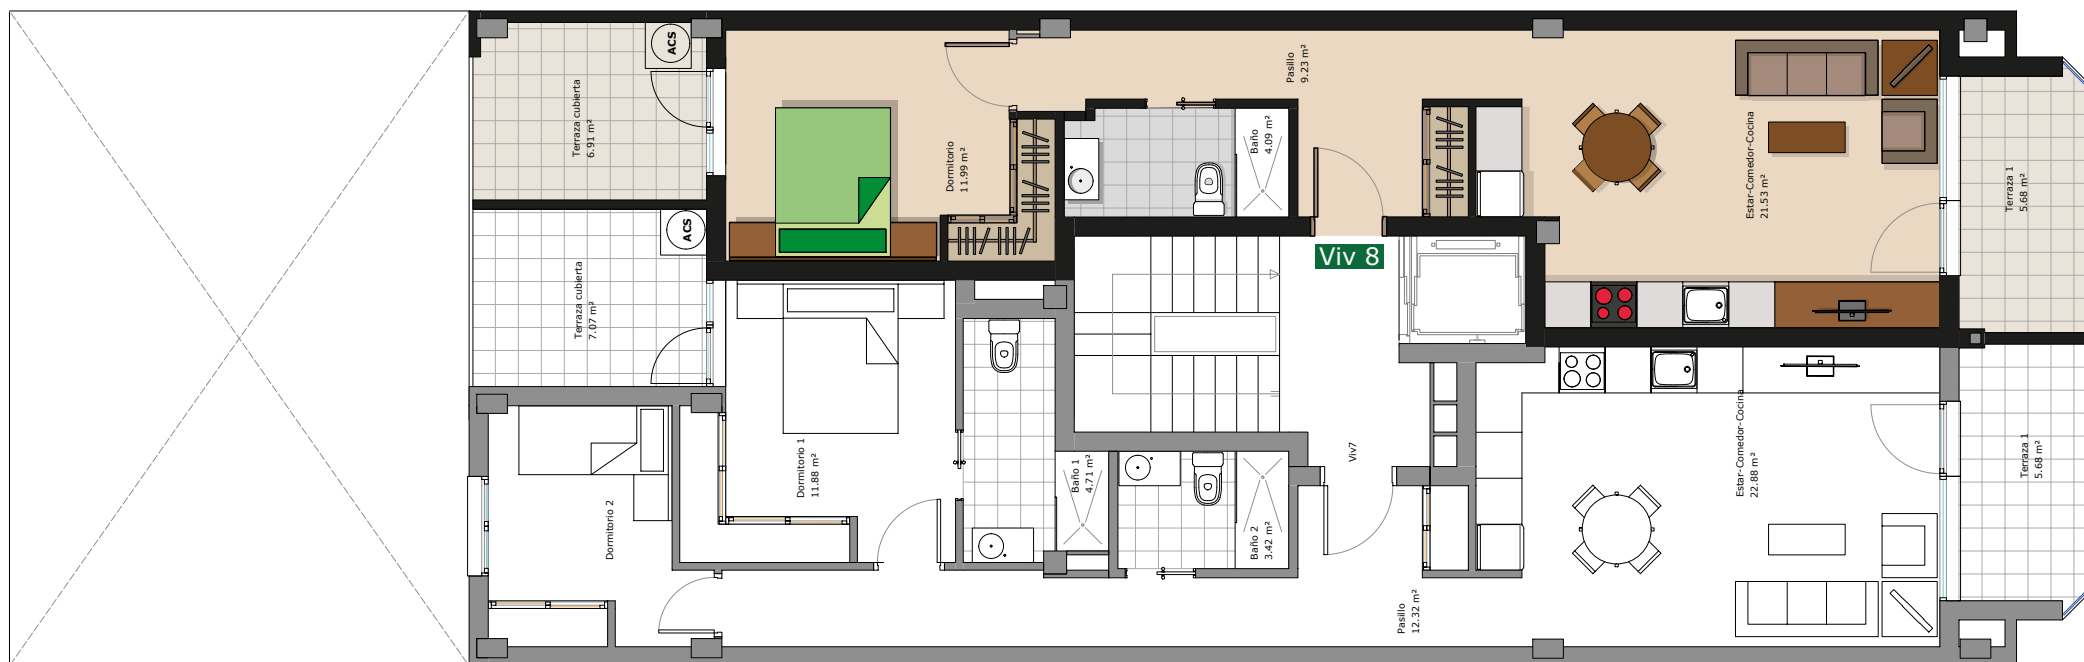 ACS
Terraza cubierta
6.91 m²
Dormitorio
11.99 m²
Baño
4.09 m²
Pasillo
9.23 m²
Estar-Comedor-Cocina
21.53 m²
Terraza 1
5.68 m²
Viv 8
ACS
Terraza cubierta
7.07 m²
Dormitorio 1
11.88 m²
Dormitorio 2
Baño 1
4.71 m²
Baño 2
3.42 m²
Viv7
Pasillo
12.32 m²
Estar-Comedor-Cocina
22.88 m²
Terraza 1
5.68 m²